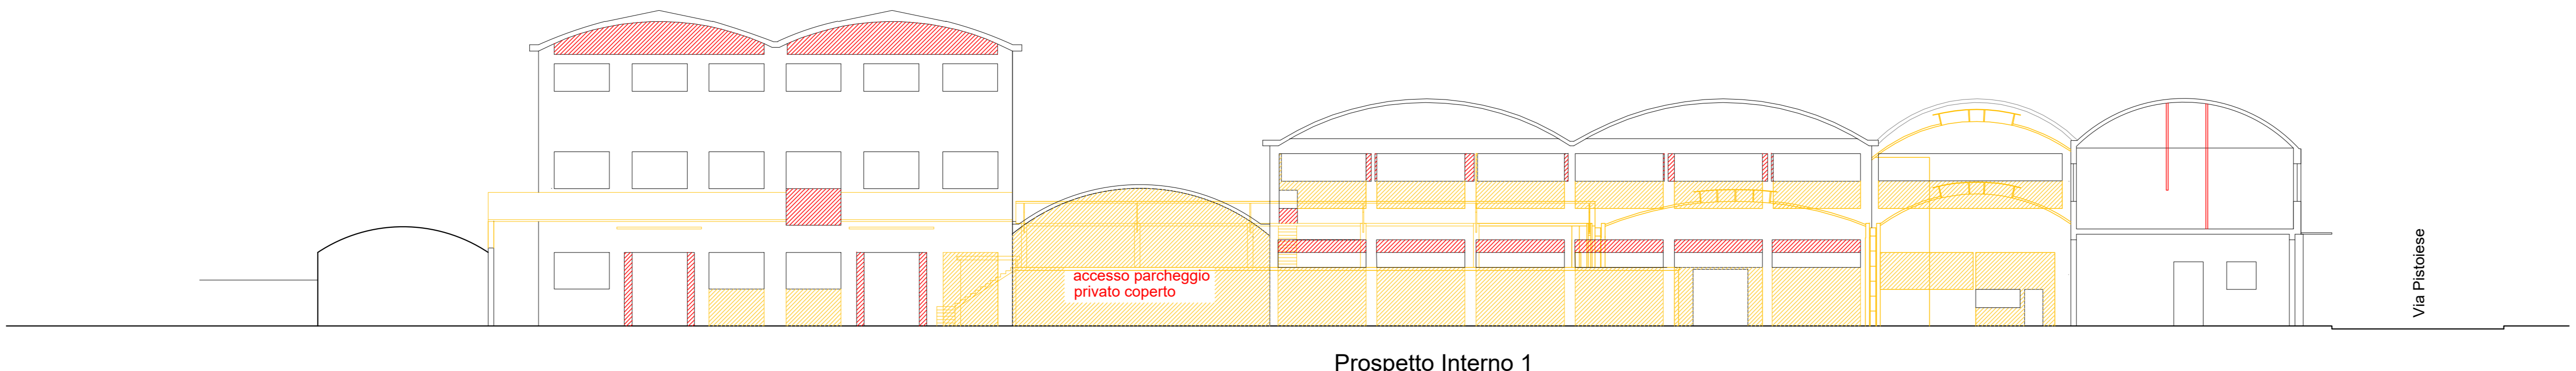 accesso parcheggio
privato coperto
Via Pistoiese
Prospetto Interno 1